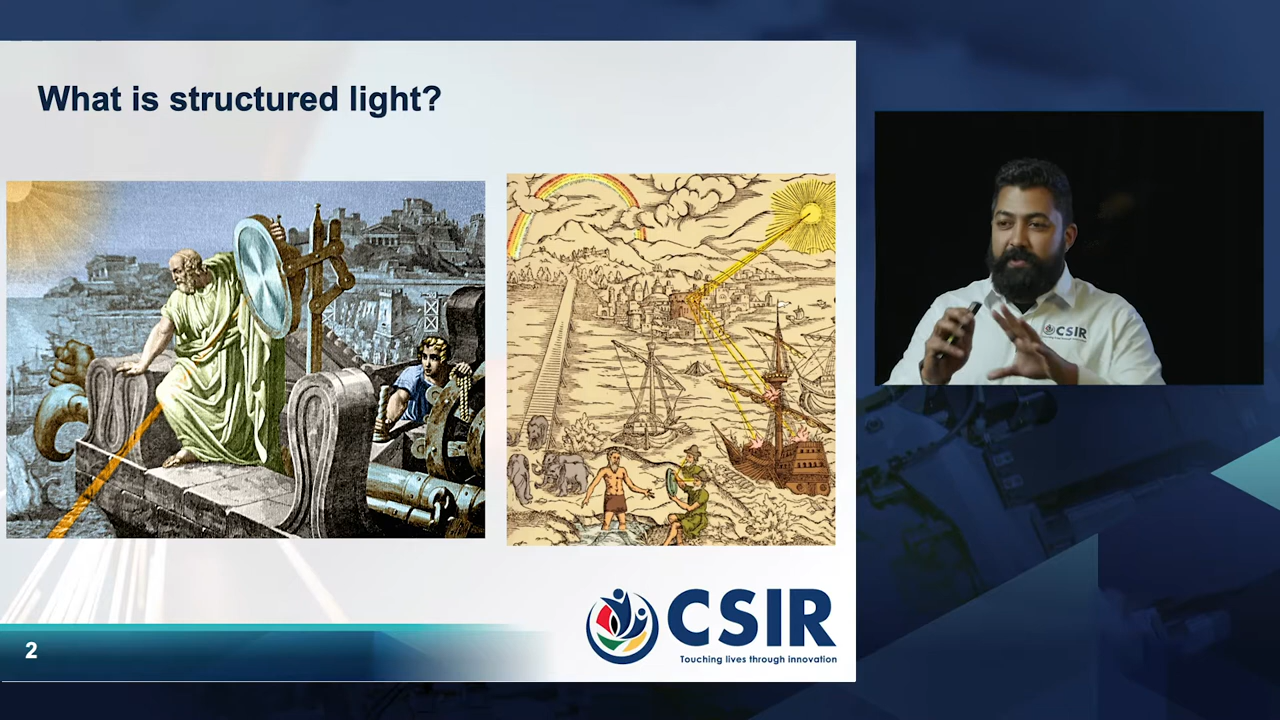 What is structured light?
CSIR
CSIR
Touching lives through innovation
2